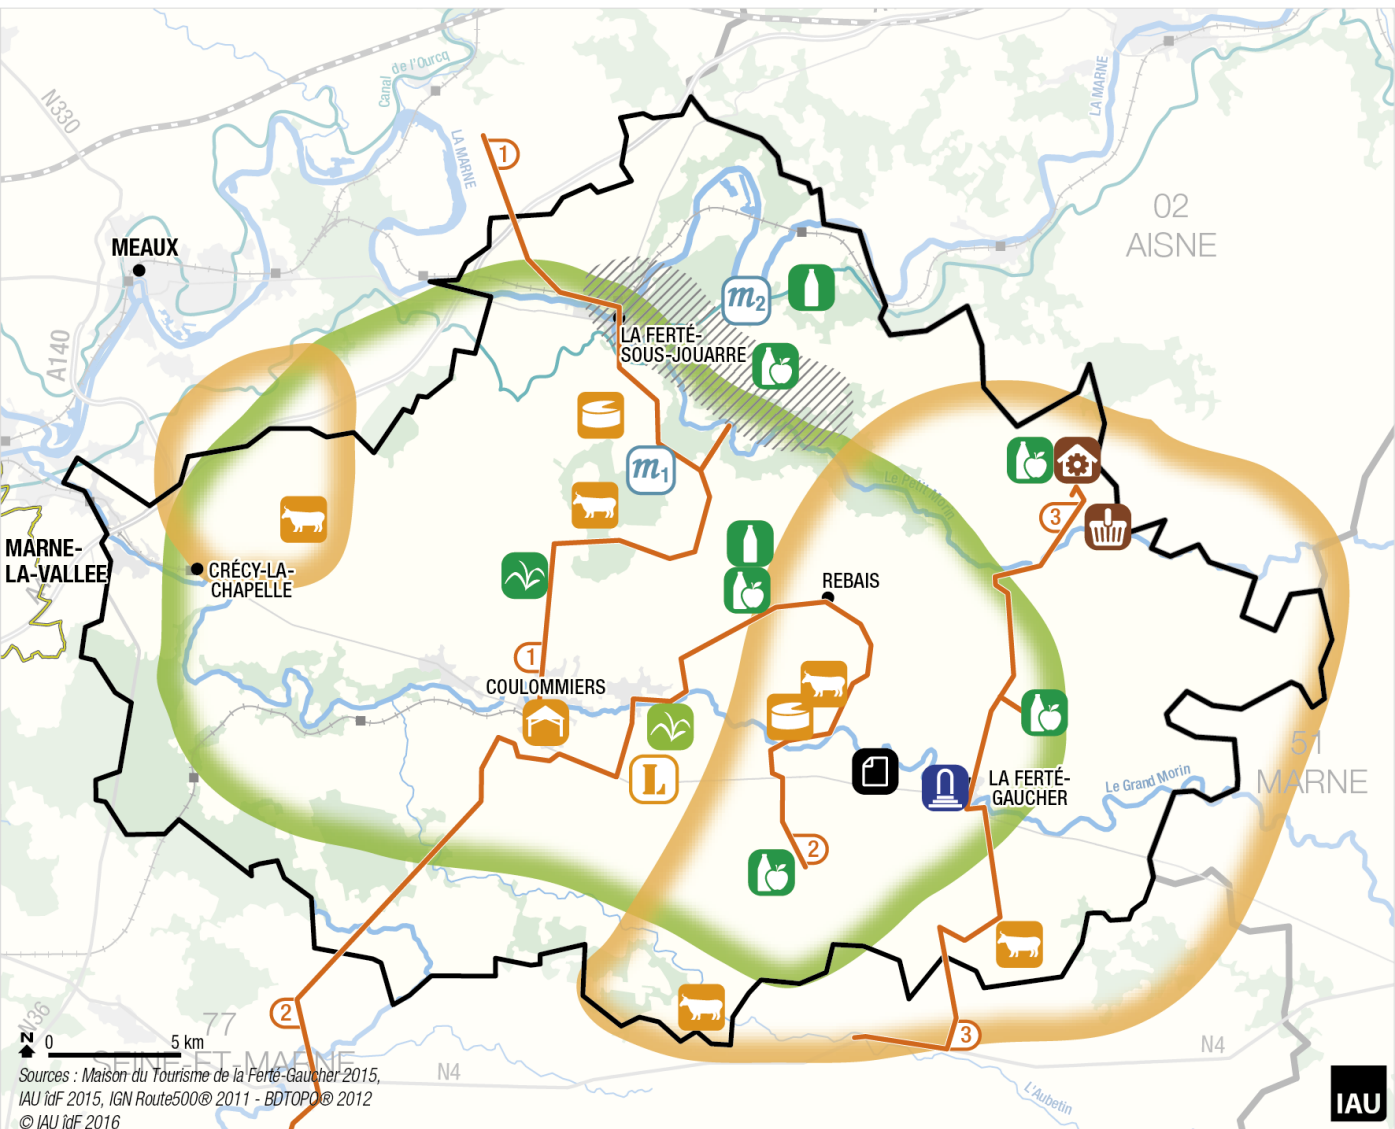 Canal
de l'Ourcq
N330
LA MARNE
LA MARNE
1
02
AISNE
MEAUX
A140
m2
LA FERTÉ-
SOUS-JOUARRE
m1
Le Petit Morin
3
MARNE-
LA-VALLEE
CRÉCY-LA-
CHAPELLE
REBAIS
1
COULOMMIERS
L
LA FERTÉ-
GAUCHER
Le Grand Morin
51
MARNE
2
2
3
N36
77
SEINE-ET-MARNE
N4
N4
L'Aubetin
N
0 5 km
Sources : Maison du Tourisme de la Ferté-Gaucher 2015,
IAU îdF 2015, IGN Route500® 2011 - BDTOPO® 2012
© IAU îdF 2016
IAU